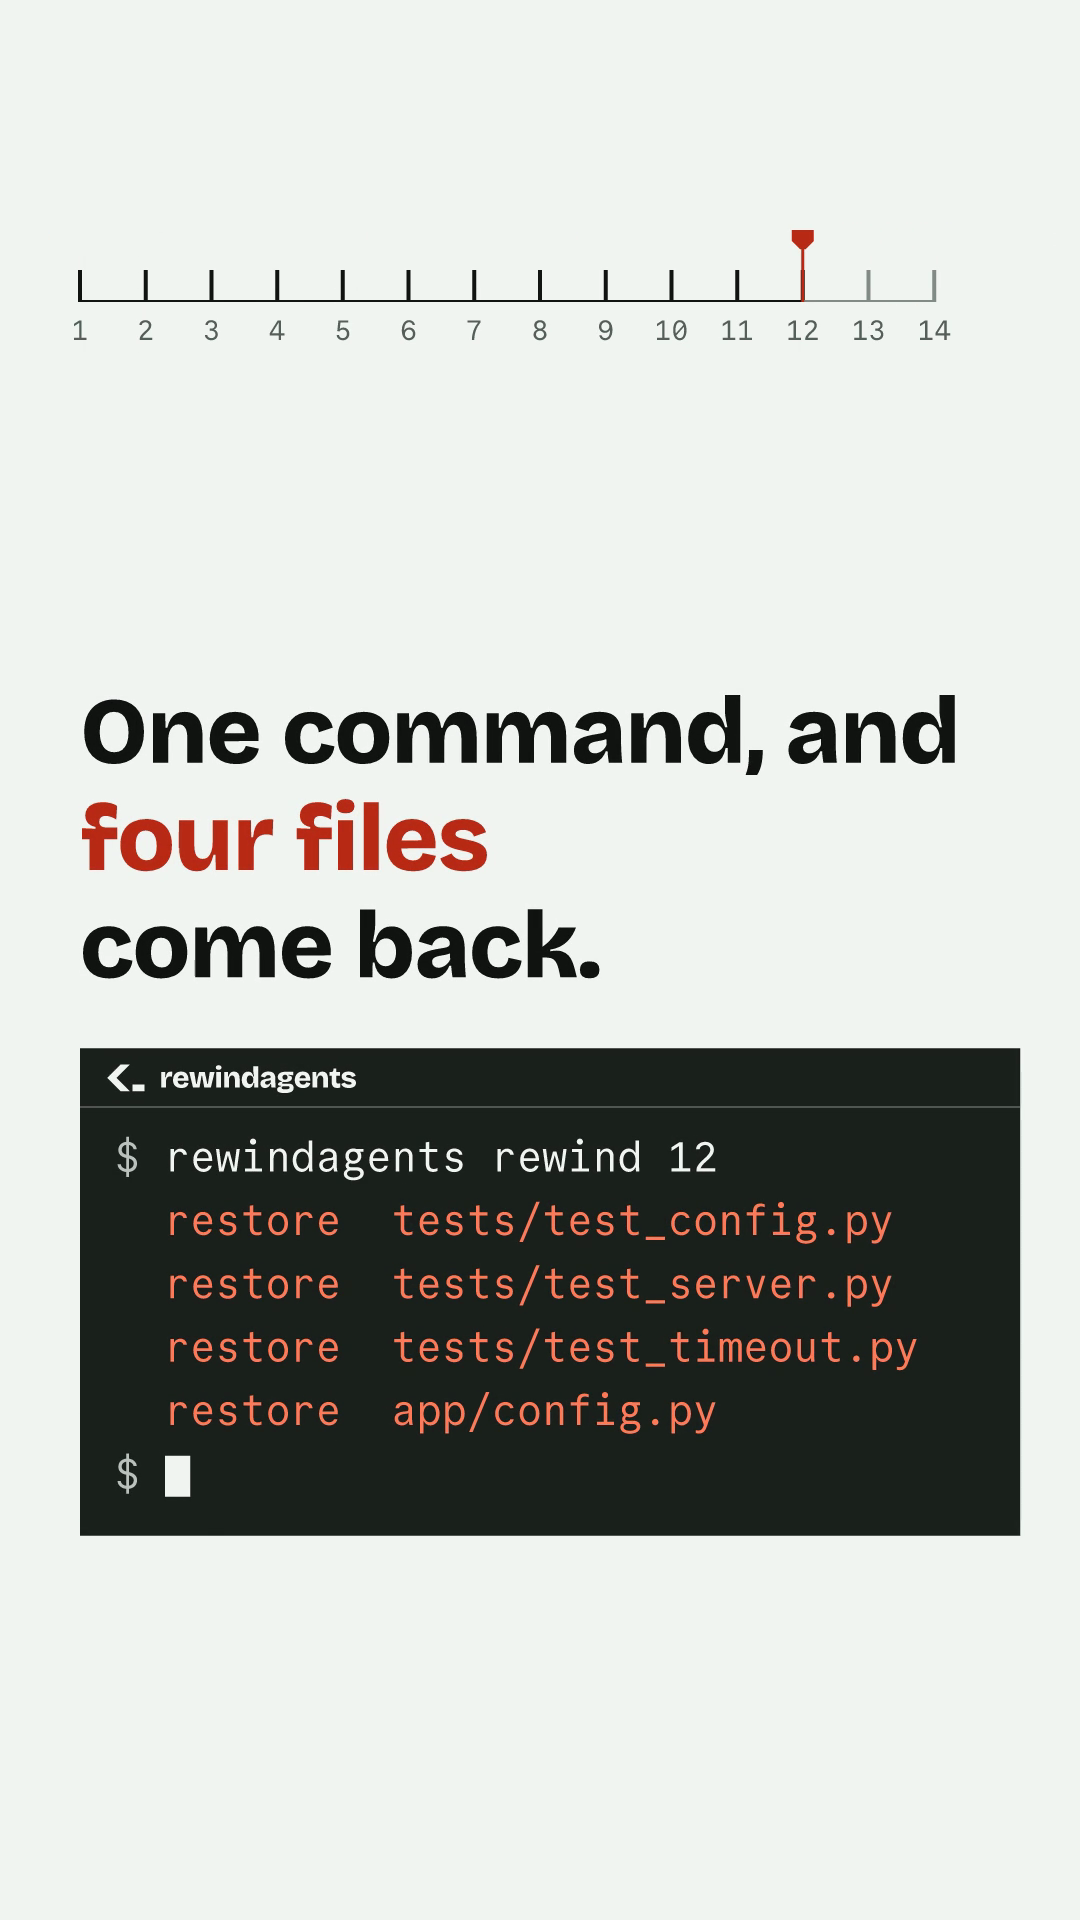 1 2 3 4 5 6 7 8 9 10 11 12 13 14
One command, and
four files
come back.
rewindagents
$ rewindagents rewind 12
restore tests/test_config.py
restore tests/test_server.py
restore tests/test_timeout.py
restore app/config.py
$